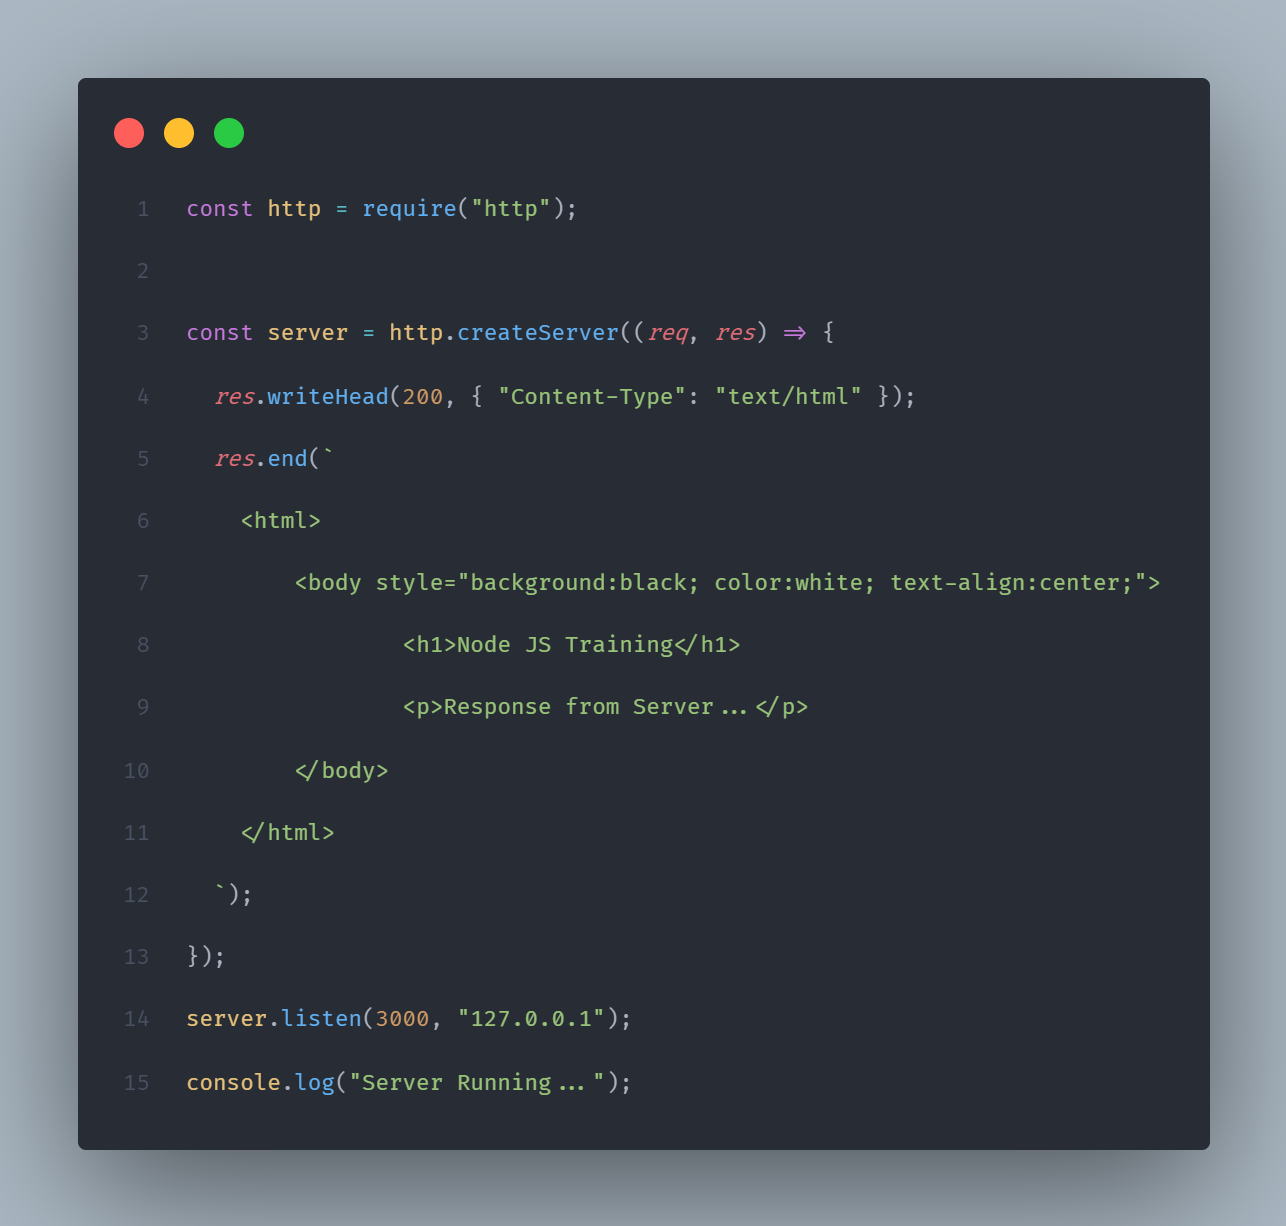 1 const http = require("http");
2
3 const server = http.createServer((req, res) => {
4   res.writeHead(200, { "Content-Type": "text/html" });
5   res.end(`
6     <html>
7         <body style="background:black; color:white; text-align:center;">
8                 <h1>Node JS Training</h1>
9                 <p>Response from Server...</p>
10         </body>
11     </html>
12   `);
13 });
14 server.listen(3000, "127.0.0.1");
15 console.log("Server Running...");